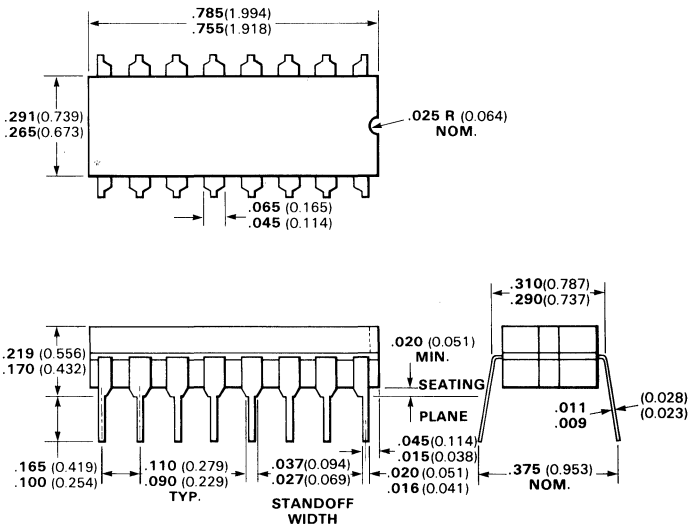 .785(1.994)
.755(1.918)
.291(0.739)
.265(0.673)
.025 R (0.064)
NOM.
.065 (0.165)
.045 (0.114)
.310(0.787)
.290(0.737)
.219 (0.556)
.170 (0.432)
.020 (0.051)
MIN.
SEATING
PLANE
.011
.009
(0.028)
(0.023)
.045(0.114)
.015(0.038)
.165 (0.419)
.100 (0.254)
.110 (0.279)
.090 (0.229)
TYP.
.037(0.094)
.027(0.069)
STANDOFF
WIDTH
.020 (0.051)
.016 (0.041)
.375 (0.953)
NOM.